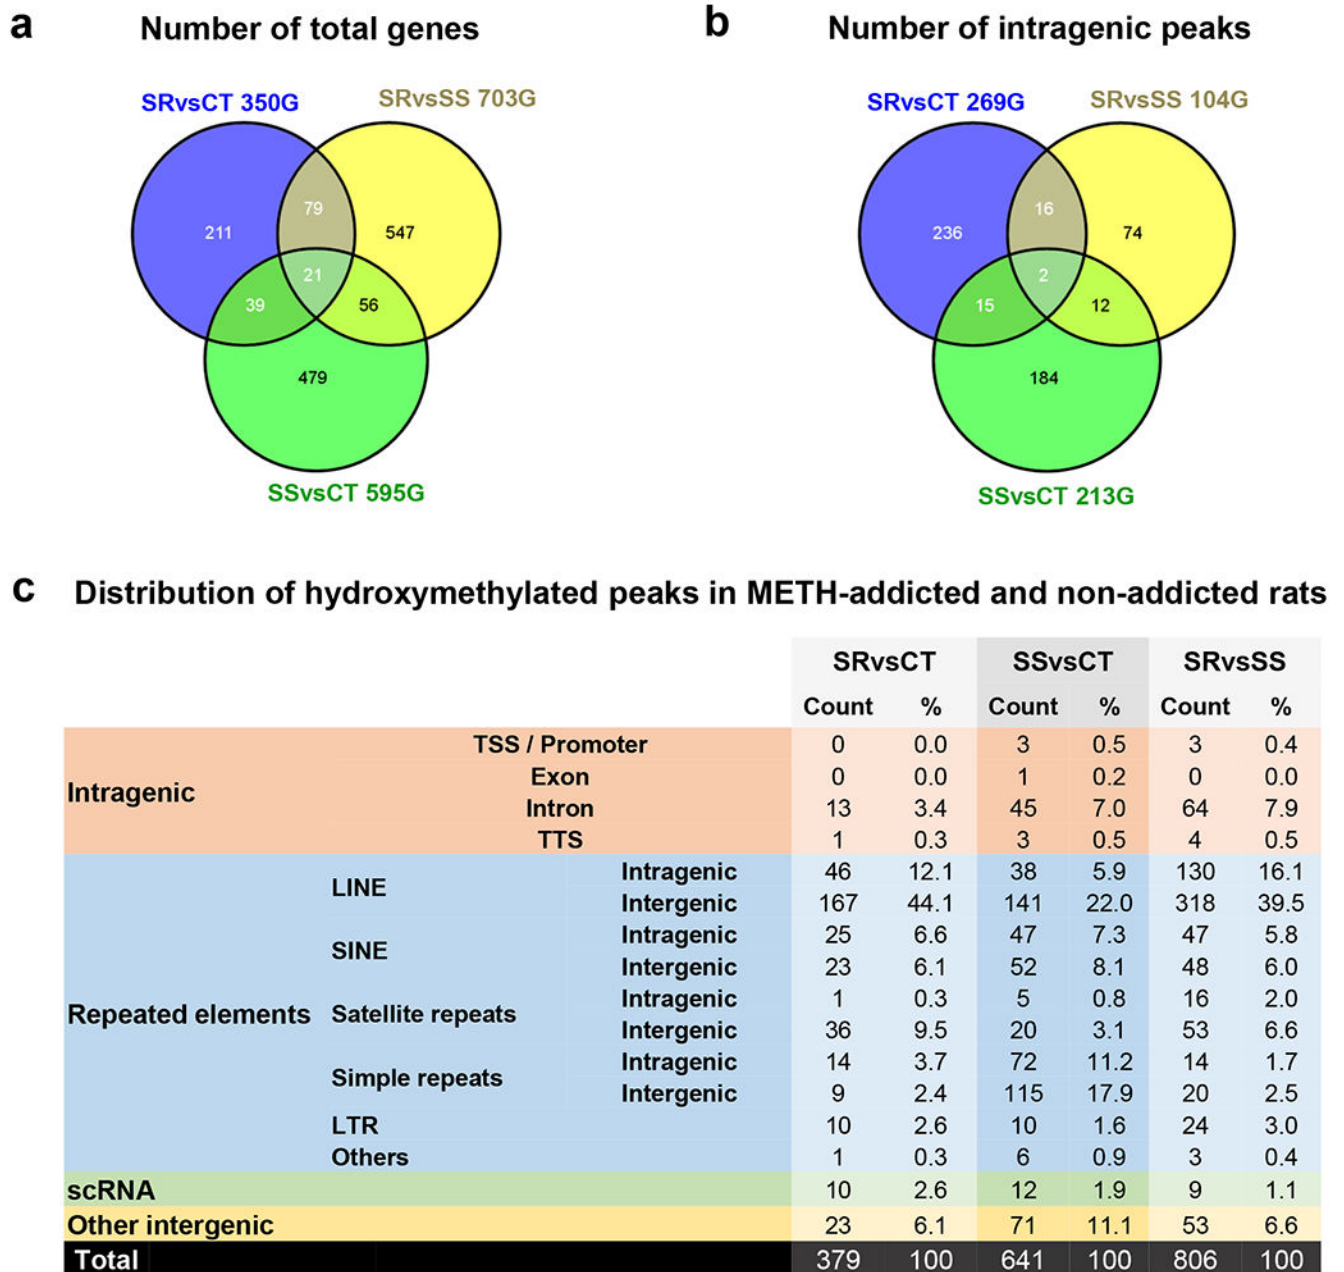 a Number of total genes
SRvsCT 350G SRvsSS 703G
79
211 547
21
39 56
479
SSvsCT 595G
b Number of intragenic peaks
SRvsCT 269G SRvsSS 104G
16
236 74
2
15 12
184
SSvsCT 213G
c Distribution of hydroxymethylated peaks in METH-addicted and non-addicted rats
SRvsCT SSvsCT SRvsSS
Count % Count % Count %
Intragenic
TSS / Promoter 0 0.0 3 0.5 3 0.4
Exon 0 0.0 1 0.2 0 0.0
Intron 13 3.4 45 7.0 64 7.9
TTS 1 0.3 3 0.5 4 0.5
Repeated elements
LINE
Intragenic 46 12.1 38 5.9 130 16.1
Intergenic 167 44.1 141 22.0 318 39.5
SINE
Intragenic 25 6.6 47 7.3 47 5.8
Intergenic 23 6.1 52 8.1 48 6.0
Satellite repeats
Intragenic 1 0.3 5 0.8 16 2.0
Intergenic 36 9.5 20 3.1 53 6.6
Simple repeats
Intragenic 14 3.7 72 11.2 14 1.7
Intergenic 9 2.4 115 17.9 20 2.5
LTR 10 2.6 10 1.6 24 3.0
Others 1 0.3 6 0.9 3 0.4
scRNA 10 2.6 12 1.9 9 1.1
Other intergenic 23 6.1 71 11.1 53 6.6
Total 379 100 641 100 806 100